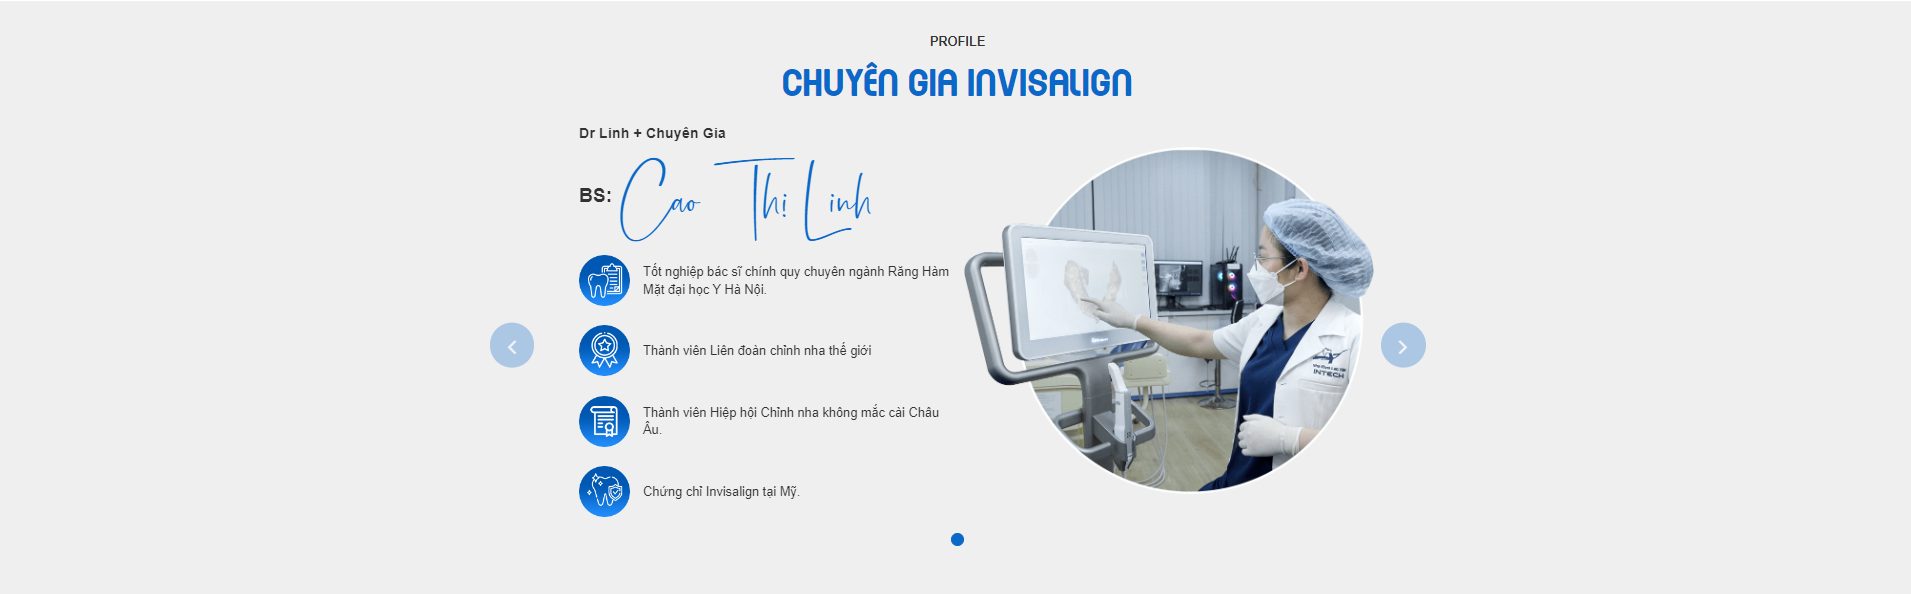 PROFILE
CHUYÊN GIA INVISALIGN
Dr Linh + Chuyên Gia
BS: Cao Thị Linh
Tốt nghiệp bác sĩ chính quy chuyên ngành Răng Hàm
Mặt đại học Y Hà Nội.
Thành viên Liên đoàn chỉnh nha thế giới
Thành viên Hiệp hội Chỉnh nha không mắc cài Châu
Âu.
Chứng chỉ Invisalign tại Mỹ.
INTECH